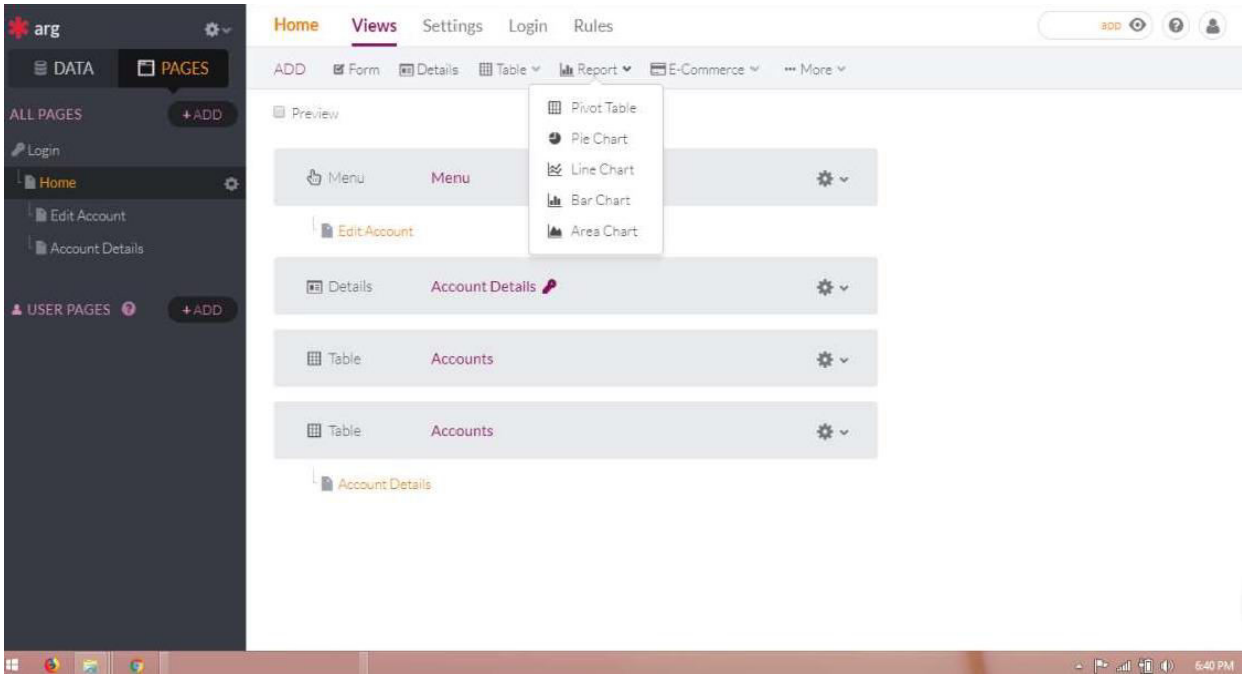 arg
Home Views Settings Login Rules
app
DATA PAGES
ADD Form Details Table Report E-Commerce More
ALL PAGES +ADD
Preview
Pivot Table
Pie Chart
Line Chart
Bar Chart
Area Chart
Login
Home
Edit Account
Account Details
USER PAGES +ADD
Menu Menu
Edit Account
Details Account Details
Table Accounts
Table Accounts
Account Details
6:40 PM